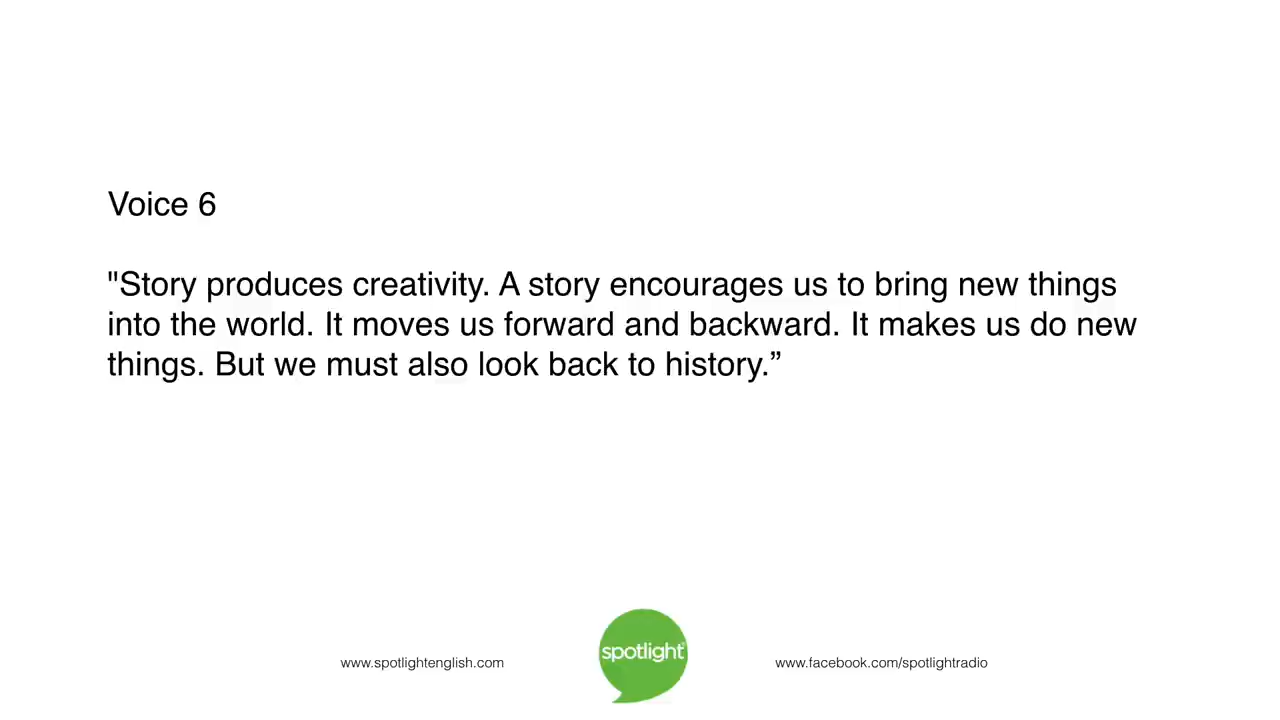 Voice 6
"Story produces creativity. A story encourages us to bring new things
into the world. It moves us forward and backward. It makes us do new
things. But we must also look back to history.”
www.spotlightenglish.com
spotlight
www.facebook.com/spotlightradio